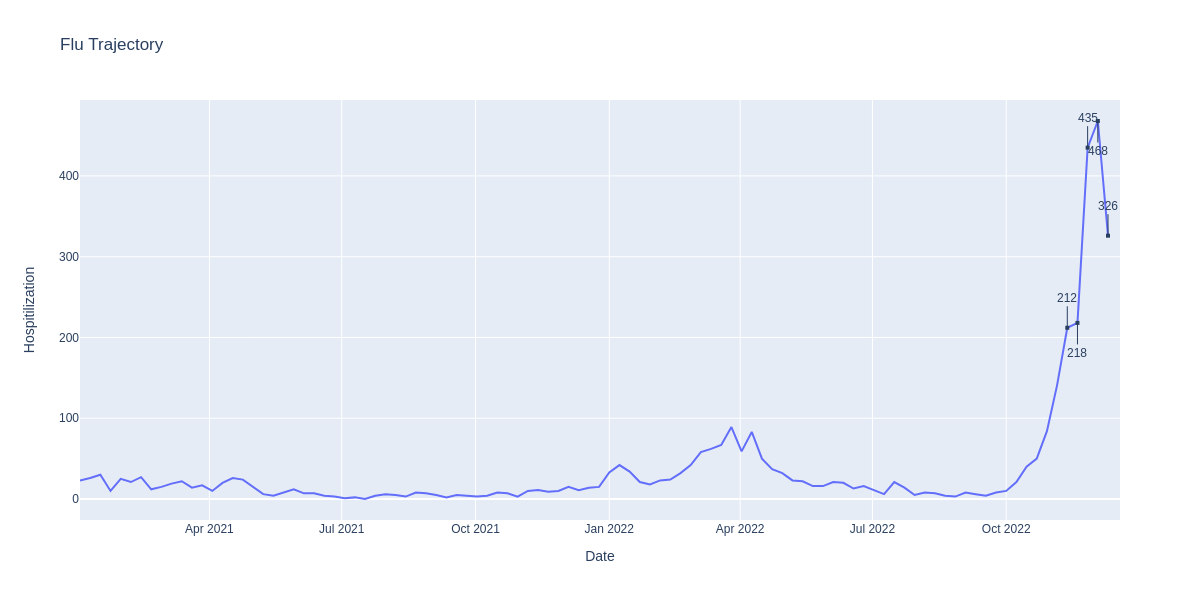 Flu Trajectory
Hospitilization
400
300
200
100
0
435
468
326
212
218
Apr 2021
Jul 2021
Oct 2021
Jan 2022
Apr 2022
Jul 2022
Oct 2022
Date